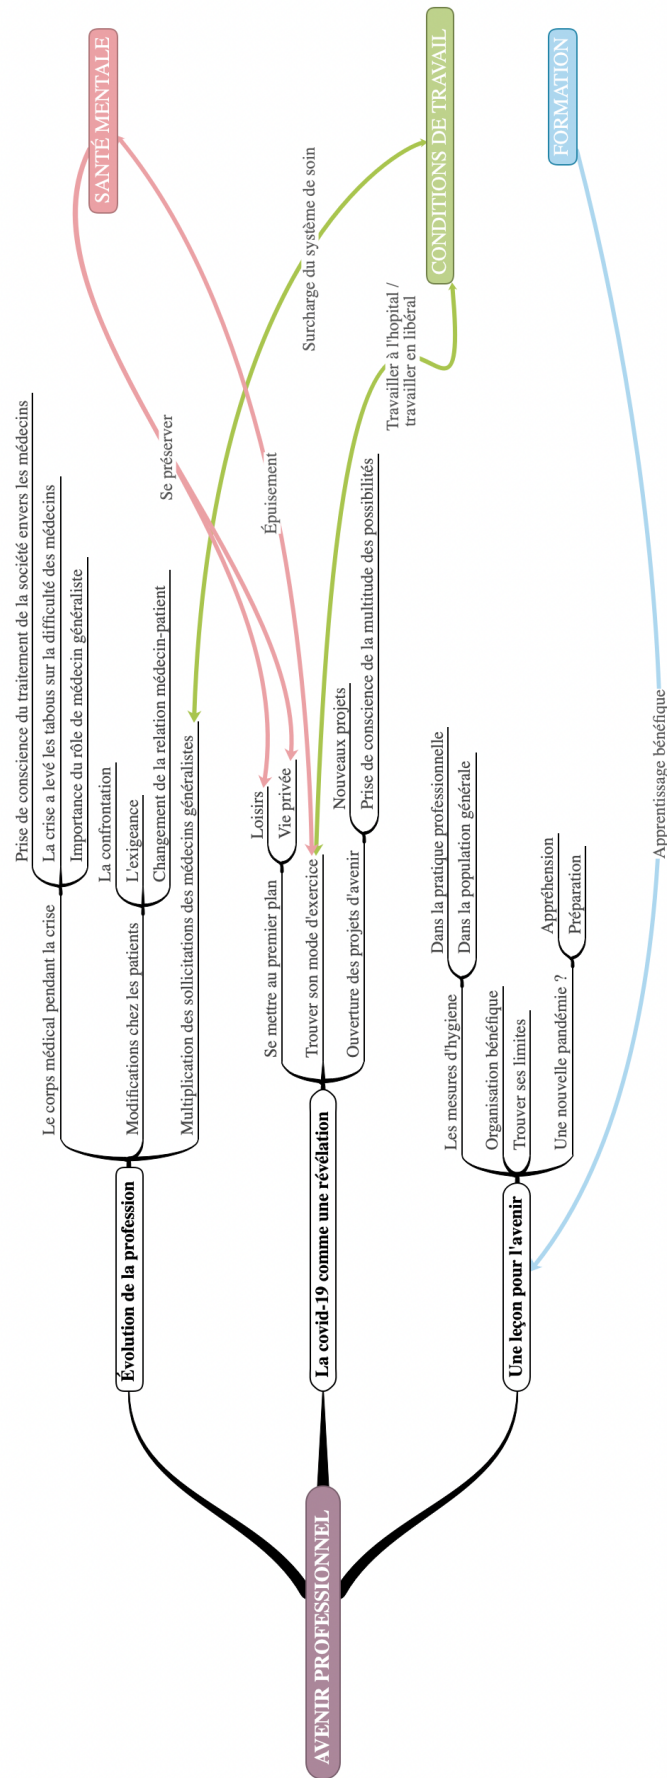 AVENIR PROFESSIONNEL
Évolution de la profession
Le corps médical pendant la crise
Prise de conscience du traitement de la société envers les médecins
La crise a levé les tabous sur la difficulté des médecins
Importance du rôle de médecin généraliste
Modifications chez les patients
La confrontation
L'exigeance
Changement de la relation médecin-patient
Multiplication des sollicitations des médecins généralistes
La covid-19 comme une révélation
Se mettre au premier plan
Loisirs
Vie privée
Trouver son mode d'exercice
Ouverture des projets d'avenir
Nouveaux projets
Prise de conscience de la multitude des possibilités
Une leçon pour l'avenir
Les mesures d'hygiene
Dans la pratique professionnelle
Dans la population générale
Organisation bénéfique
Trouver ses limites
Une nouvelle pandémie ?
Appréhension
Préparation
Se préserver
Épuisement
Surcharge du système de soin
Travailler à l'hopital /
travailler en libéral
Apprentissage bénéfique
SANTÉ MENTALE
CONDITIONS DE TRAVAIL
FORMATION